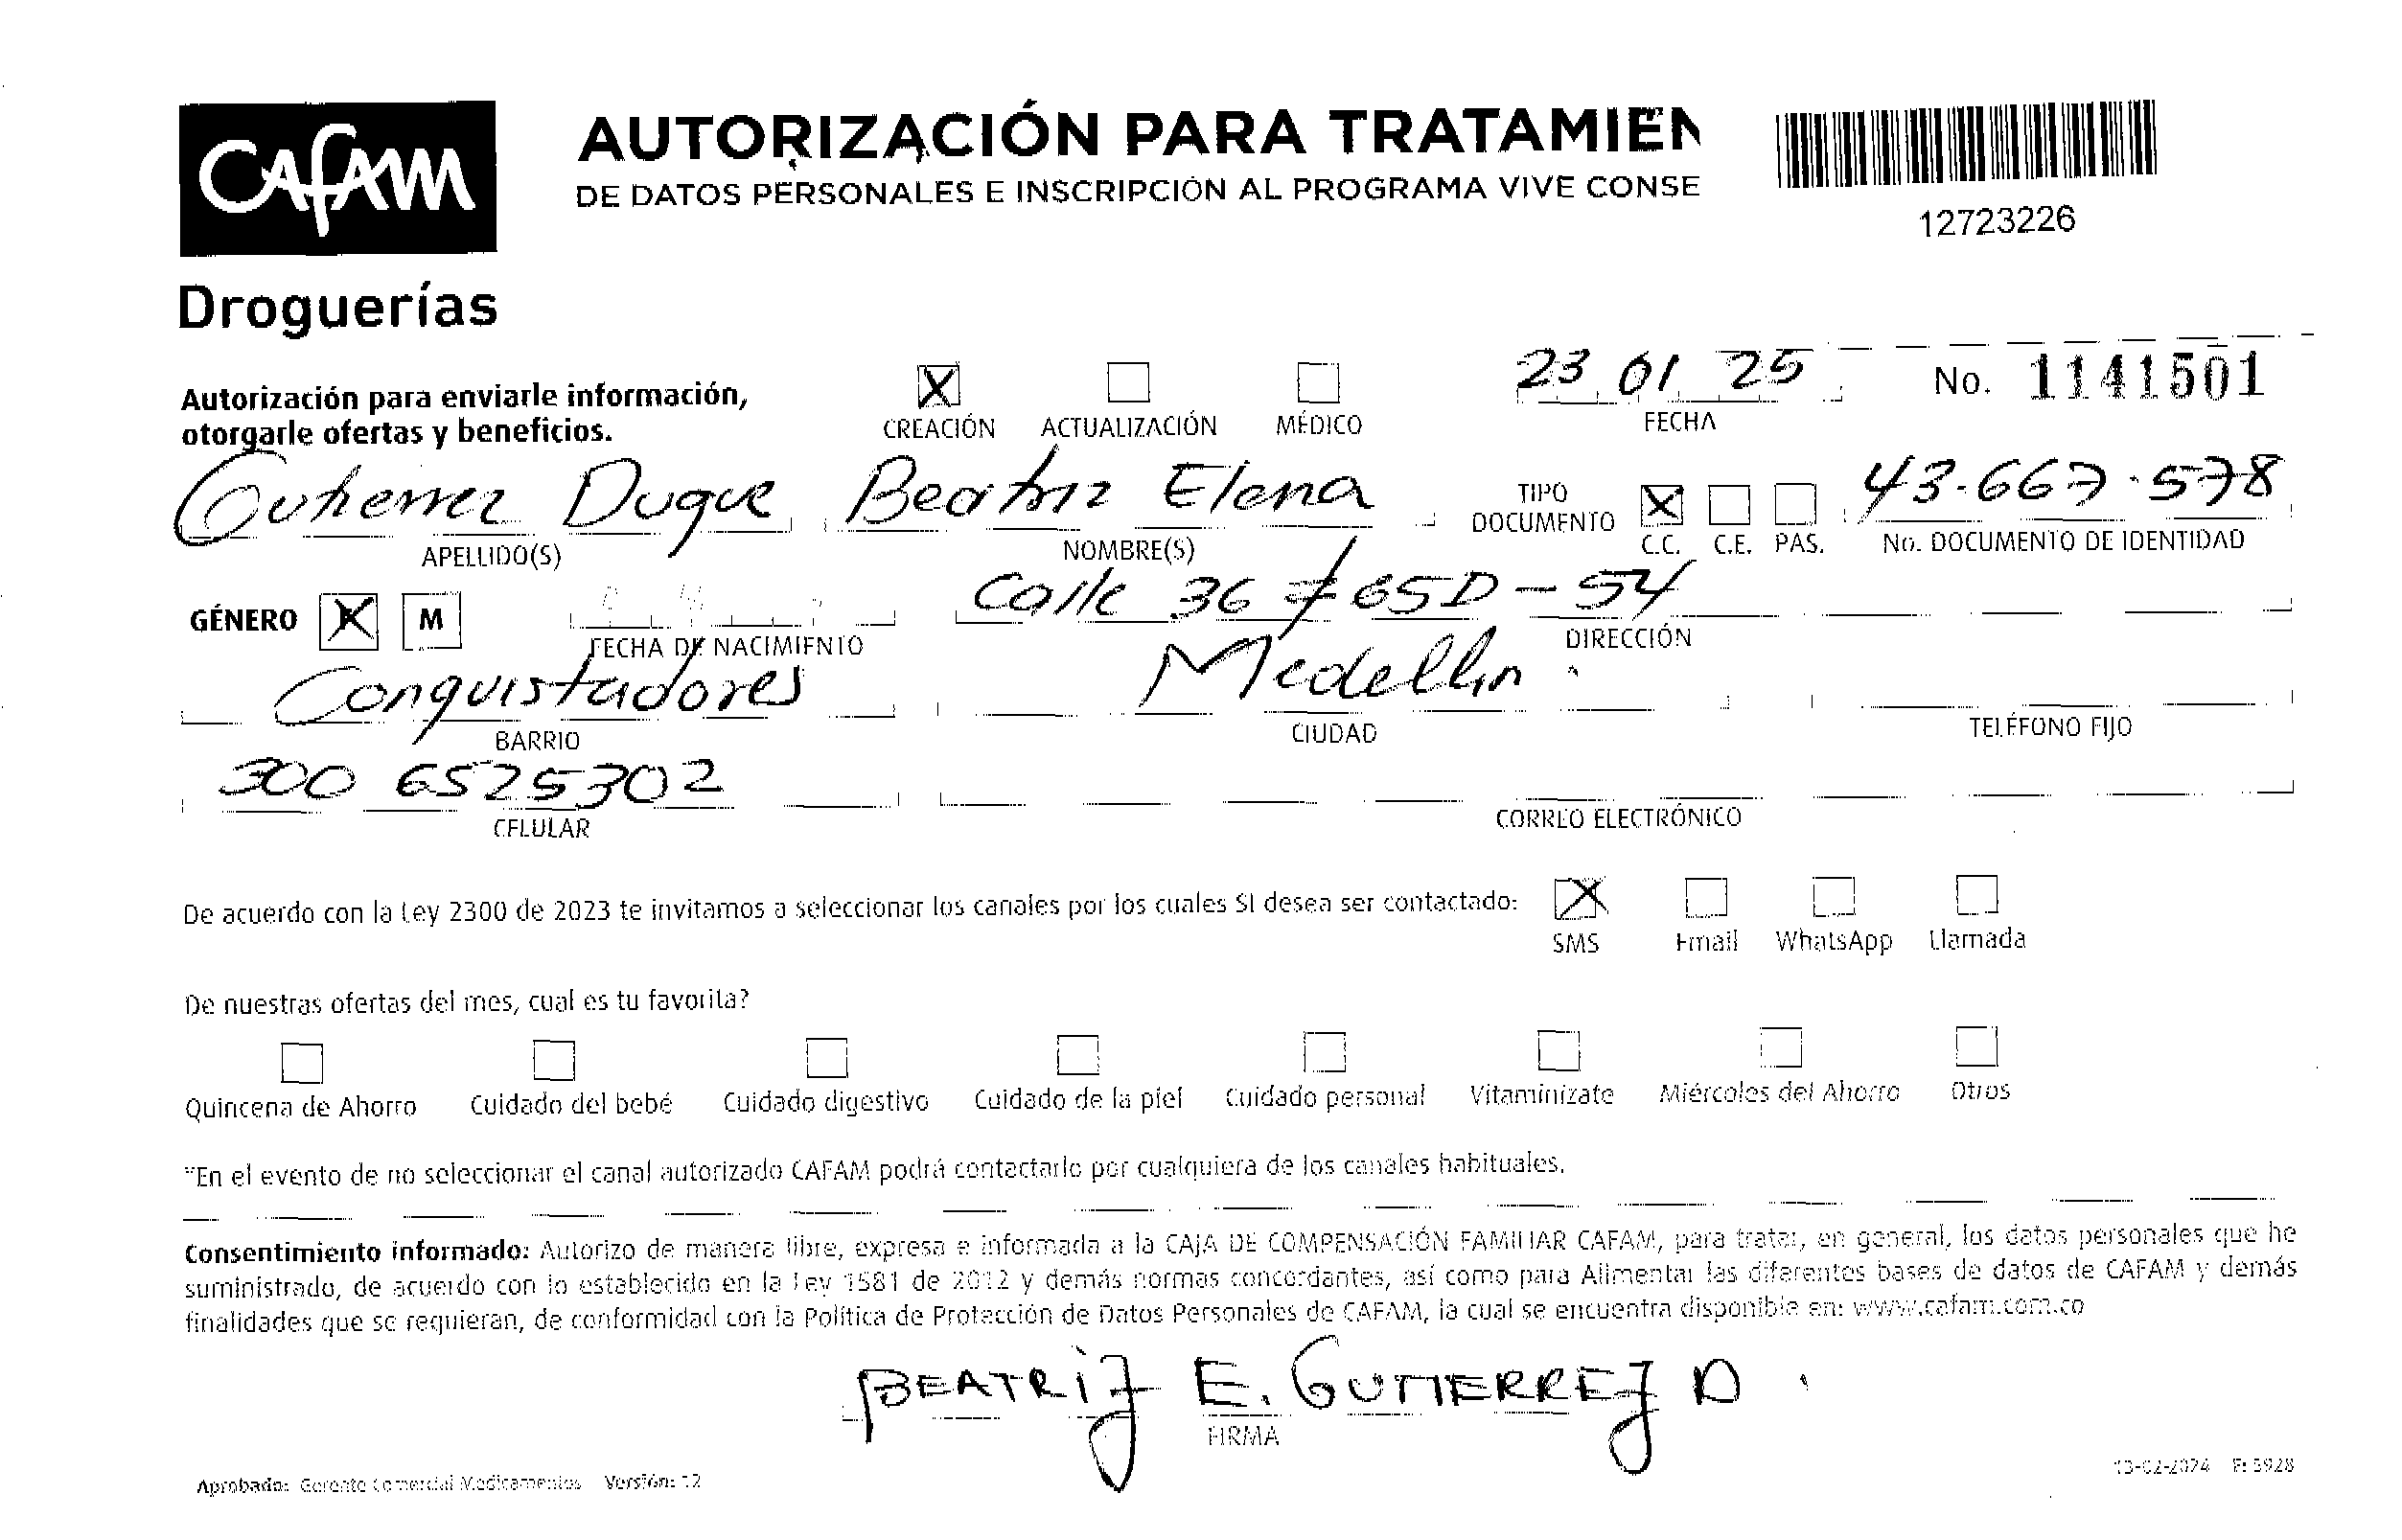 CAFAM
Droguerías
AUTORIZACIÓN PARA TRATAMIEN
DE DATOS PERSONALES E INSCRIPCIÓN AL PROGRAMA VIVE CONSE
12723226
Autorización para enviarle información,
otorgarle ofertas y beneficios.
X X
CREACIÓN ACTUALIZACIÓN MÉDICO
23 01 25
FECHA
No. 1141501
Gutierrez Duque Beatriz Elena
APELLIDO(S) NOMBRE(S)
TIPO
DOCUMENTO
X
C.C. C.E. PAS.
43.667.578
No. DOCUMENTO DE IDENTIDAD
GÉNERO X M
FECHA DE NACIMIENTO
Calle 36 # 65D - 54
DIRECCIÓN
Conquistadores Medellin
BARRIO CIUDAD TELÉFONO FIJO
300 6525302
CELULAR CORREO ELECTRÓNICO
De acuerdo con la Ley 2300 de 2023 te invitamos a seleccionar los canales por los cuales SI desea ser contactado: X
SMS Email WhatsApp Llamada
De nuestras ofertas del mes, cual es tu favorita?
Quincena de Ahorro Cuidado del bebé Cuidado digestivo Cuidado de la piel Cuidado personal Vitaminízate Miércoles del Ahorro Otros
*En el evento de no seleccionar el canal autorizado CAFAM podrá contactarlo por cualquiera de los canales habituales.
Consentimiento informado: Autorizo de manera libre, expresa e informada a la CAJA DE COMPENSACIÓN FAMILIAR CAFAM, para tratar, en general, los datos personales que he
suministrado, de acuerdo con lo establecido en la Ley 1581 de 2012 y demás normas concordantes, así como para Alimentar las diferentes bases de datos de CAFAM y demás
finalidades que se requieran, de conformidad con la Política de Protección de Datos Personales de CAFAM, la cual se encuentra disponible en: www.cafam.com.co
BEATRIZ E. GUTIERREZ D
FIRMA
Aprobado: Gerente Comercial Medicamentos Versión: 12
13-02-2024 F: 5928